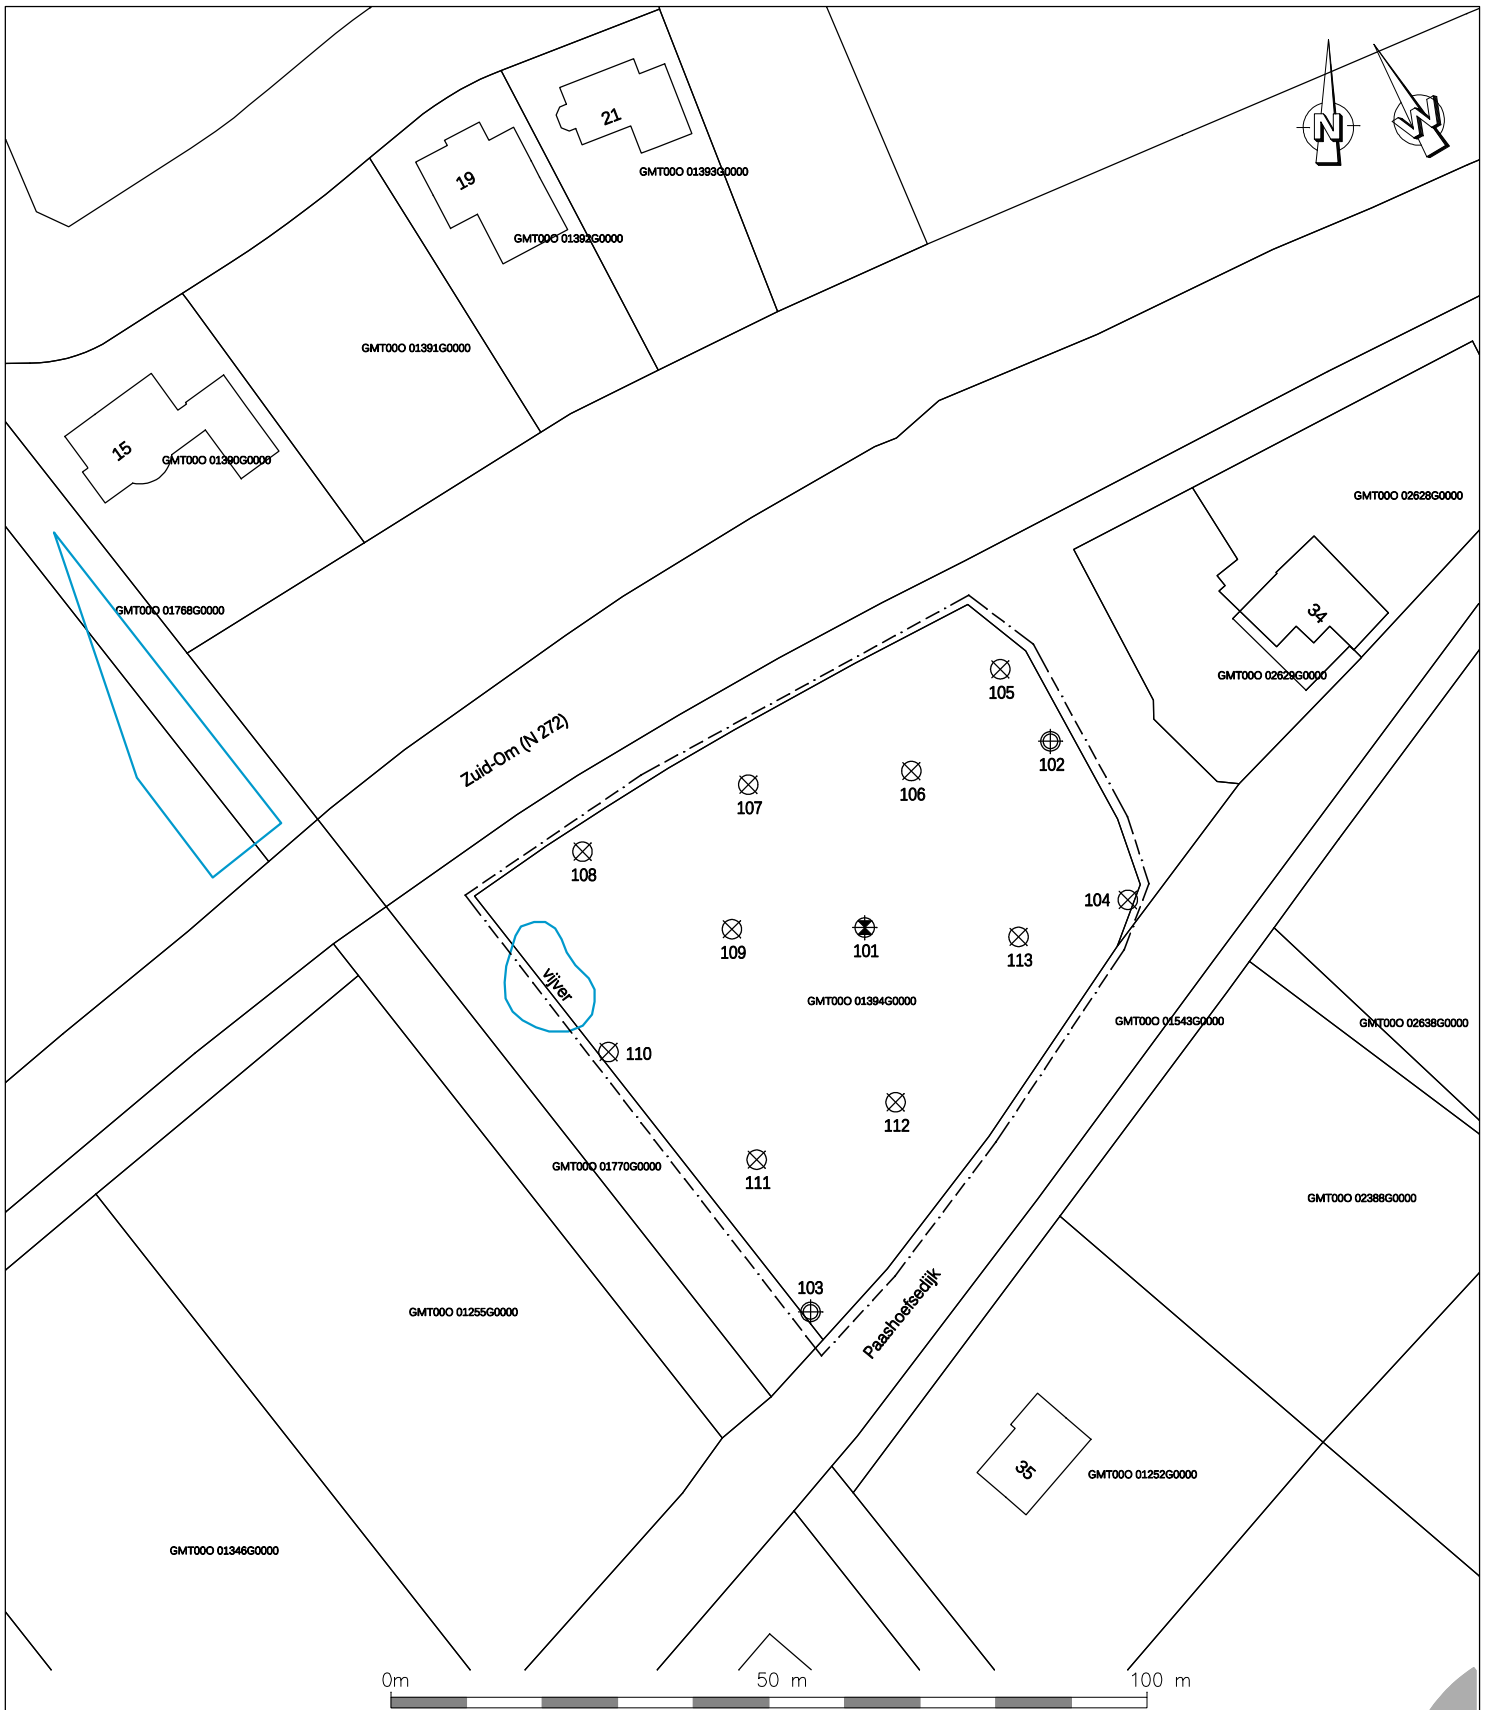 21
N
W
GMT00O 01393G0000
19
GMT00O 01392G0000
GMT00O 01391G0000
15
GMT00O 01390G0000
GMT00O 02628G0000
GMT00O 01768G0000
34
GMT00O 02629G0000
105
Zuid-Om (N 272)
102
106
107
108
104
109
101
113
vijver
GMT00O 01394G0000
GMT00O 01543G0000
GMT00O 02638G0000
110
112
GMT00O 01770G0000
111
GMT00O 02388G0000
103
GMT00O 01255G0000
Paashoefsedijk
35
GMT00O 01252G0000
GMT00O 01346G0000
0m 50 m 100 m